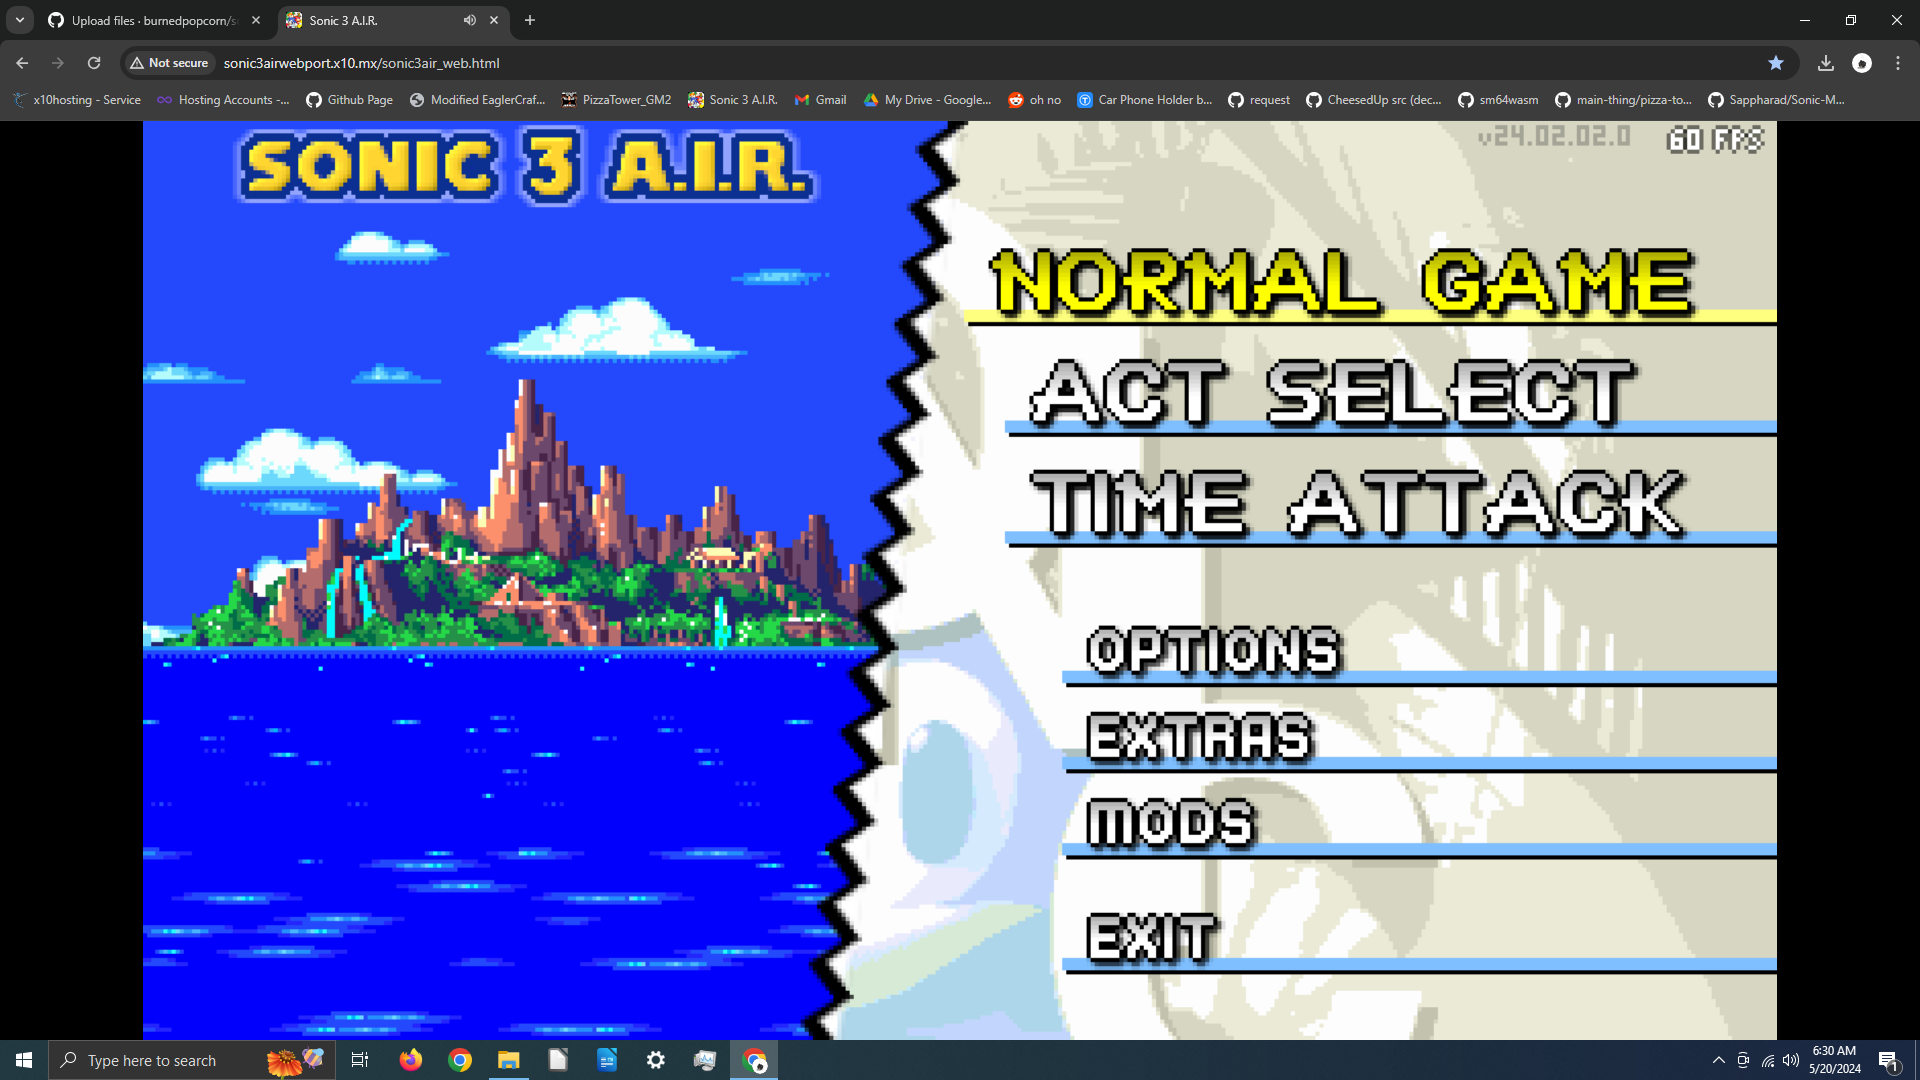 Upload files · burnedpopcorn/s
Sonic 3 A.I.R.
Not secure
sonic3airwebport.x10.mx/sonic3air_web.html
x10hosting - Service
Hosting Accounts -...
Github Page
Modified EaglerCraf...
PizzaTower_GM2
Sonic 3 A.I.R.
Gmail
My Drive - Google...
oh no
Car Phone Holder b...
request
CheesedUp src (dec...
sm64wasm
main-thing/pizza-to...
Sappharad/Sonic-M...
SONIC 3 A.I.R.
v24.02.02.0
60 FPS
NORMAL GAME
ACT SELECT
TIME ATTACK
OPTIONS
EXTRAS
MODS
EXIT
Type here to search
6:30 AM
5/20/2024
1